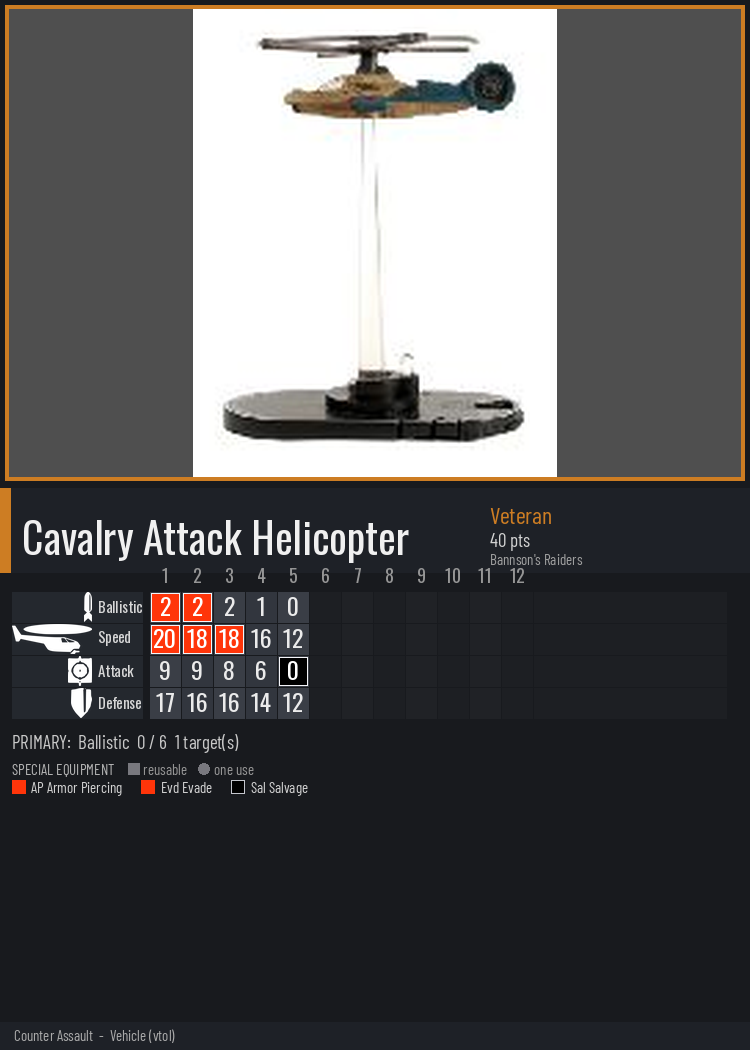 Cavalry Attack Helicopter
Veteran
40 pts
Bannson's Raiders
1 2 3 4 5 6 7 8 9 10 11 12
Ballistic 2 2 2 1 0
Speed 20 18 18 16 12
Attack 9 9 8 6 0
Defense 17 16 16 14 12
PRIMARY: Ballistic 0 / 6 1 target(s)
SPECIAL EQUIPMENT reusable one use
AP Armor Piercing Evd Evade Sal Salvage
Counter Assault - Vehicle (vtol)